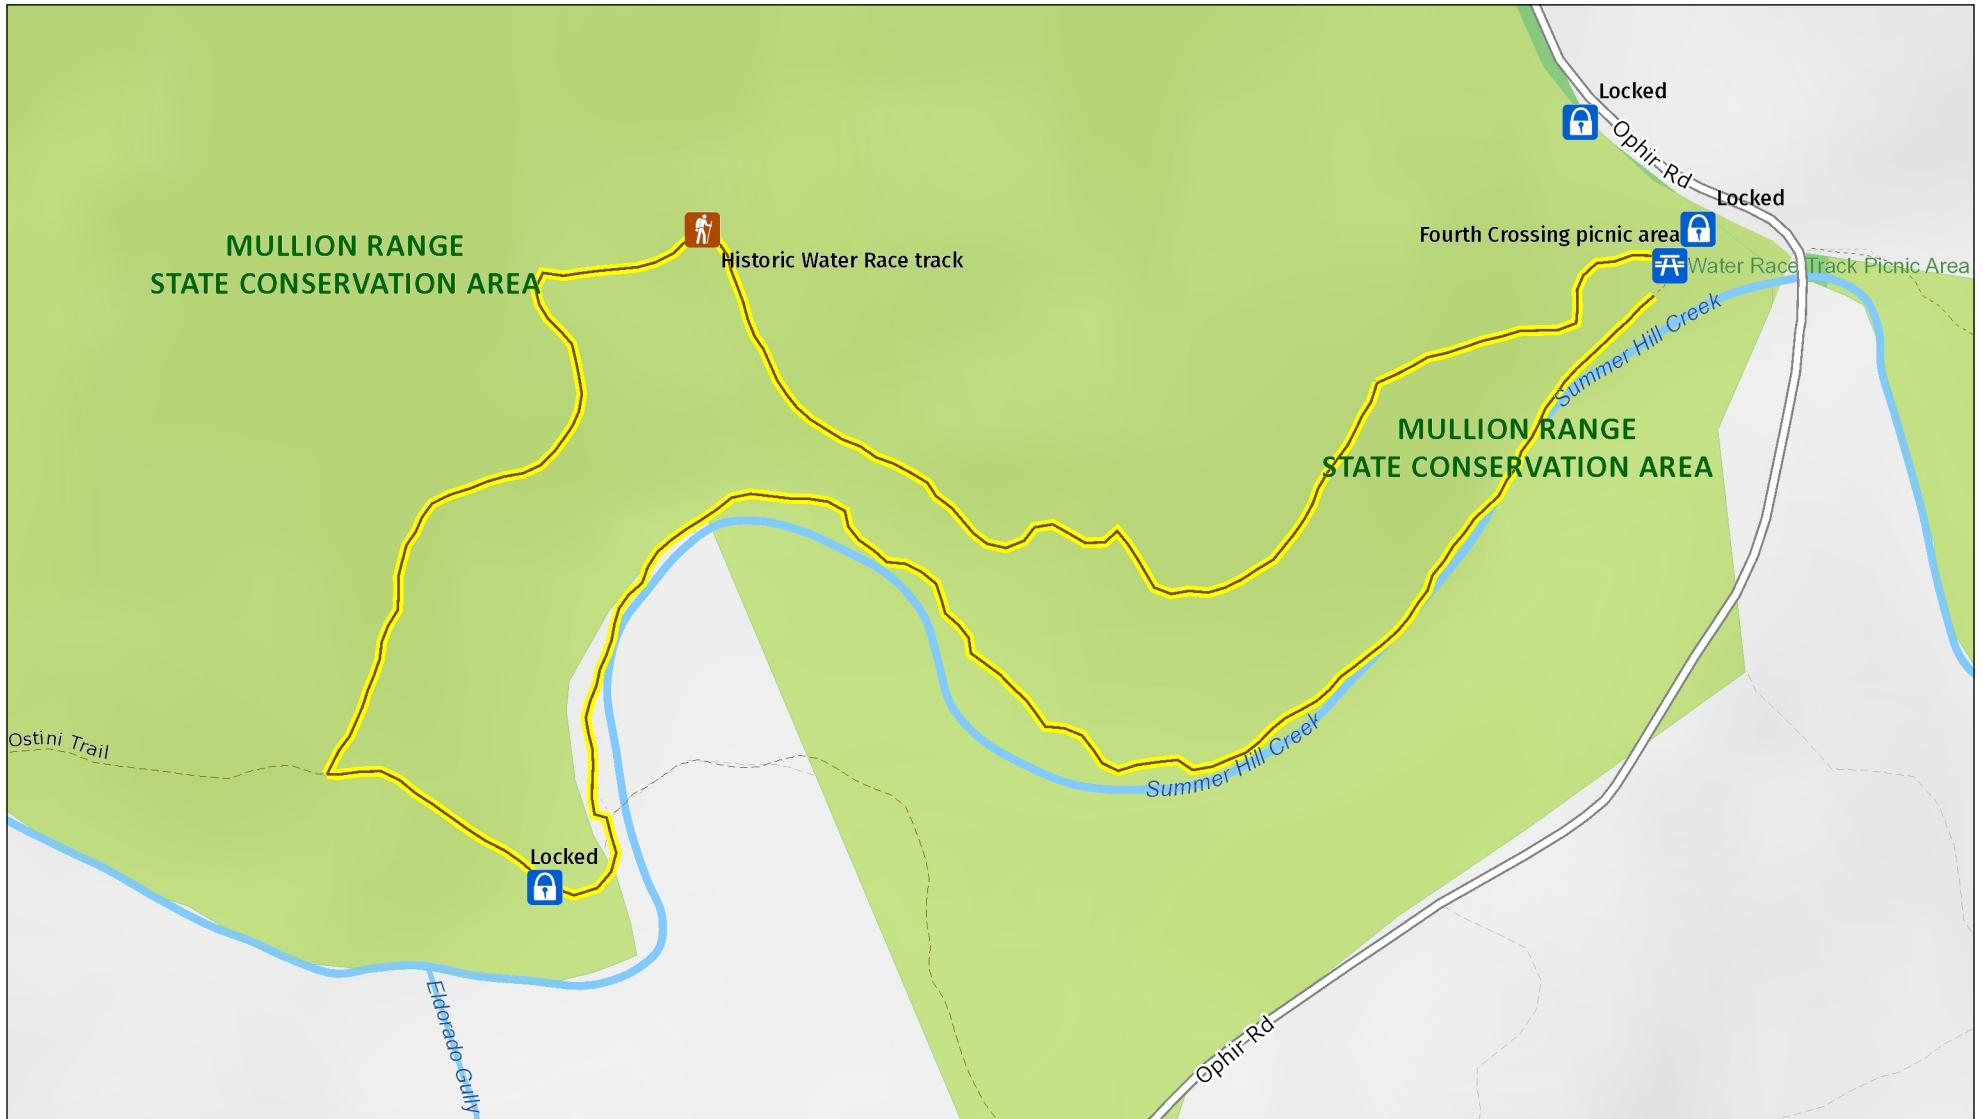 Locked
Ophir Rd
Locked
Fourth Crossing picnic area
MULLION RANGE
STATE CONSERVATION AREA
Historic Water Race track
Water Race Track Picnic Area
Summer Hill Creek
MULLION RANGE
STATE CONSERVATION AREA
Ostini Trail
Summer Hill Creek
Locked
Eldorado Gully
Ophir Rd